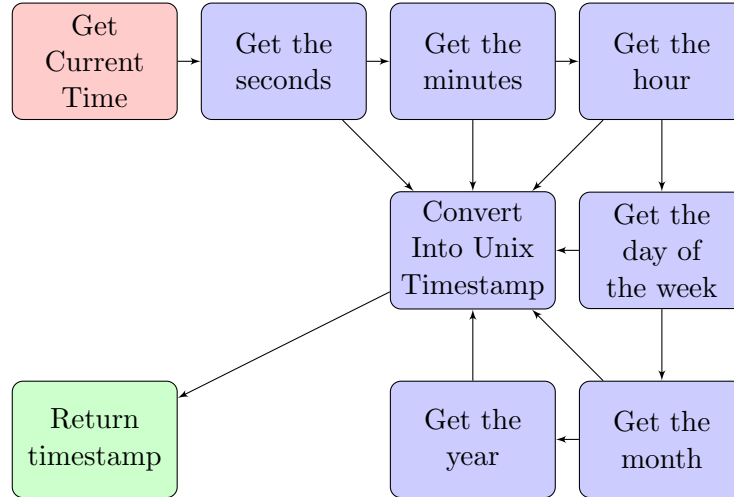 Get
Current
Time
Get the
seconds
Get the
minutes
Get the
hour
Convert
Into Unix
Timestamp
Get the
day of
the week
Return
timestamp
Get the
year
Get the
month